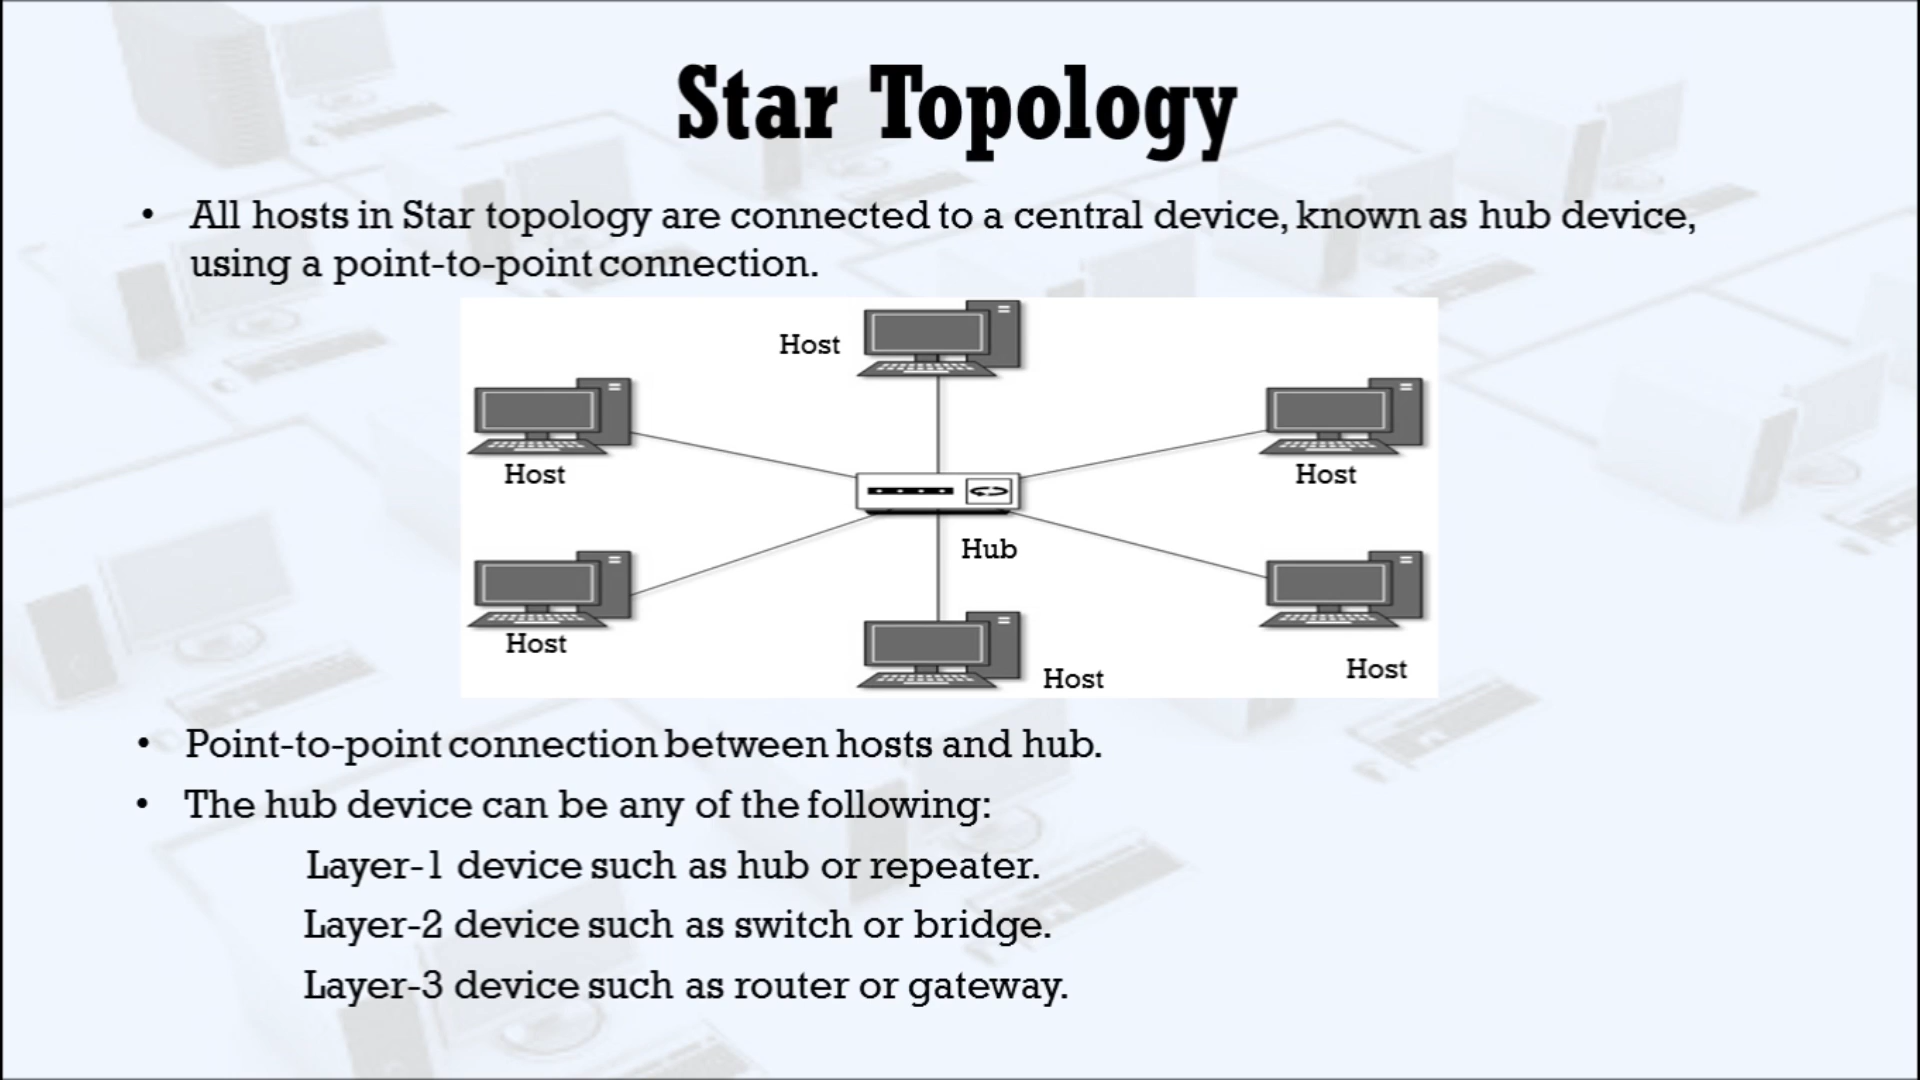 Star Topology
• All hosts in Star topology are connected to a central device, known as hub device,
using a point-to-point connection.
Host
Host
Host
Hub
Host
Host
Host
• Point-to-point connection between hosts and hub.
• The hub device can be any of the following:
Layer-1 device such as hub or repeater.
Layer-2 device such as switch or bridge.
Layer-3 device such as router or gateway.